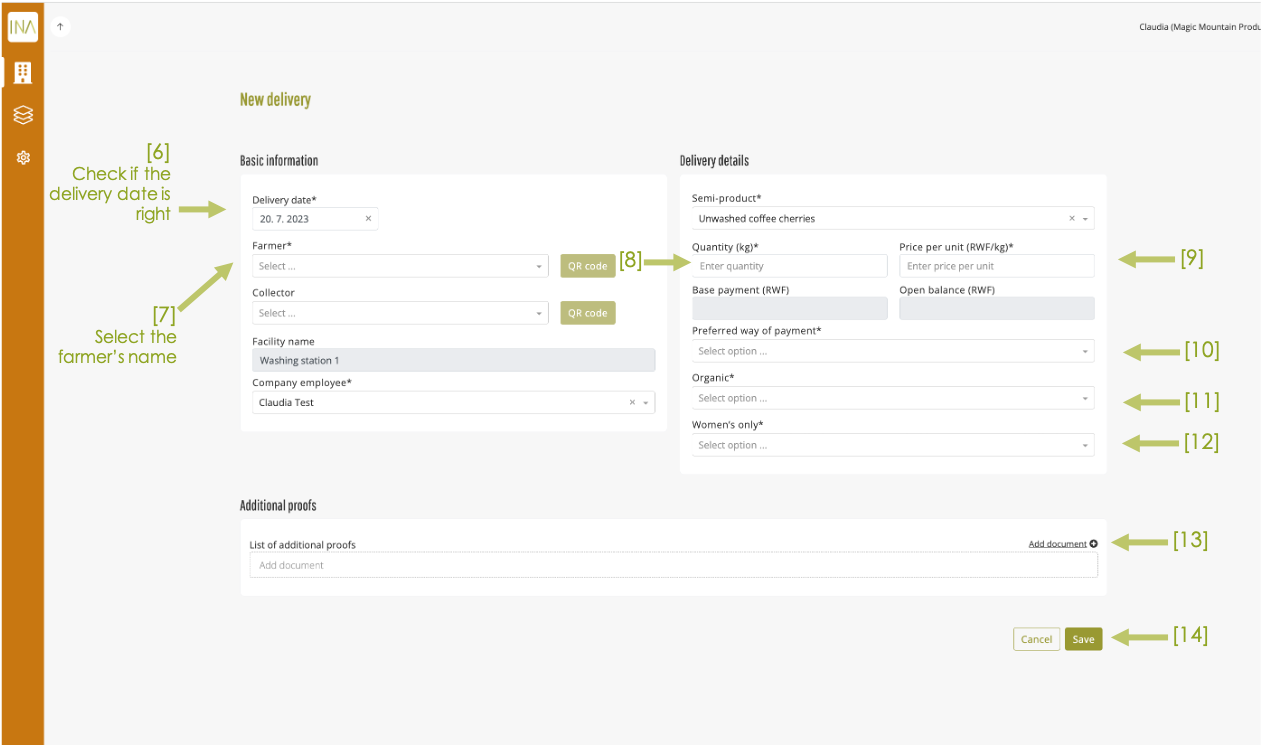 INA
↑
Claudia (Magic Mountain Produ
New delivery
[6]
Check if the
delivery date is
right
Basic information
Delivery date*
20. 7. 2023 ×
Farmer*
Select ...
QR code
[7]
Select the
farmer's name
Collector
Select ...
QR code
Facility name
Washing station 1
Company employee*
Claudia Test ×
Delivery details
Semi-product*
Unwashed coffee cherries ×
[8]
Quantity (kg)*
Enter quantity
Price per unit (RWF/kg)*
Enter price per unit
[9]
Base payment (RWF)
Open balance (RWF)
Preferred way of payment*
Select option ...
[10]
Organic*
Select option ...
[11]
Women's only*
Select option ...
[12]
Additional proofs
List of additional proofs
Add document
[13]
Add document
Cancel
Save
[14]